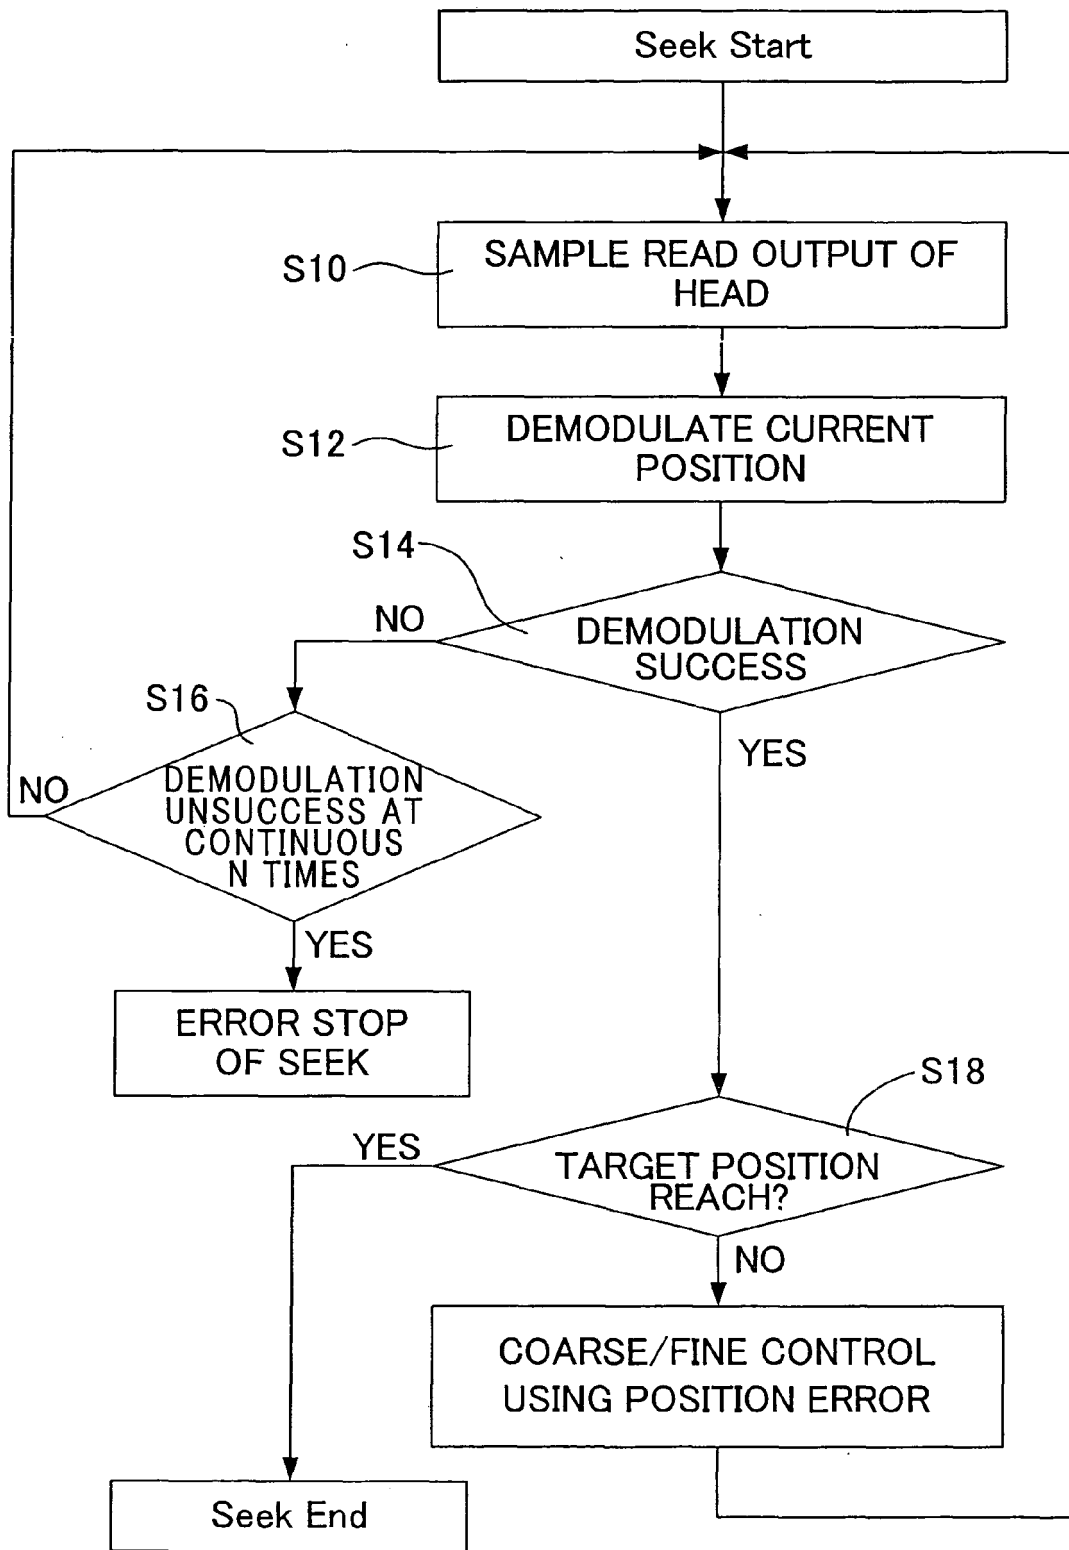 Seek Start
S10
SAMPLE READ OUTPUT OF
HEAD
S12
DEMODULATE CURRENT
POSITION
S14
NO
DEMODULATION
SUCCESS
S16
YES
NO
DEMODULATION
UNSUCCESS AT
CONTINUOUS
N TIMES
YES
ERROR STOP
OF SEEK
S18
YES
TARGET POSITION
REACH?
NO
COARSE/FINE CONTROL
USING POSITION ERROR
Seek End